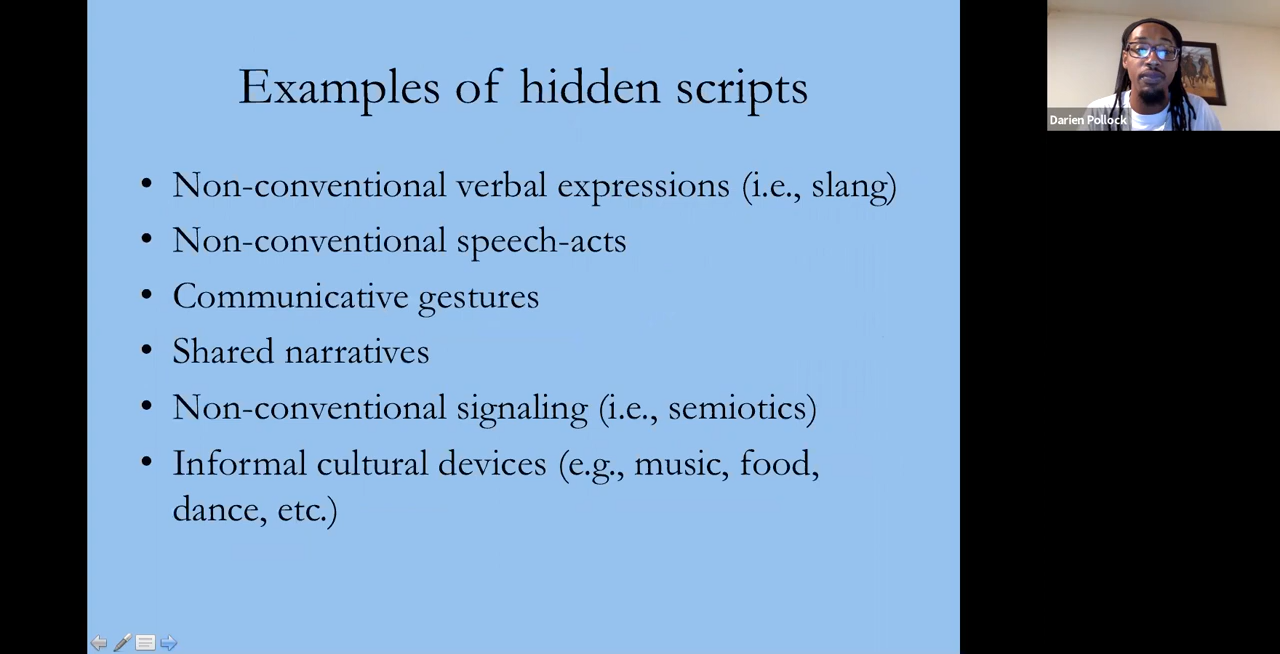 Examples of hidden scripts
• Non-conventional verbal expressions (i.e., slang)
• Non-conventional speech-acts
• Communicative gestures
• Shared narratives
• Non-conventional signaling (i.e., semiotics)
• Informal cultural devices (e.g., music, food,
dance, etc.)
Darien Pollock